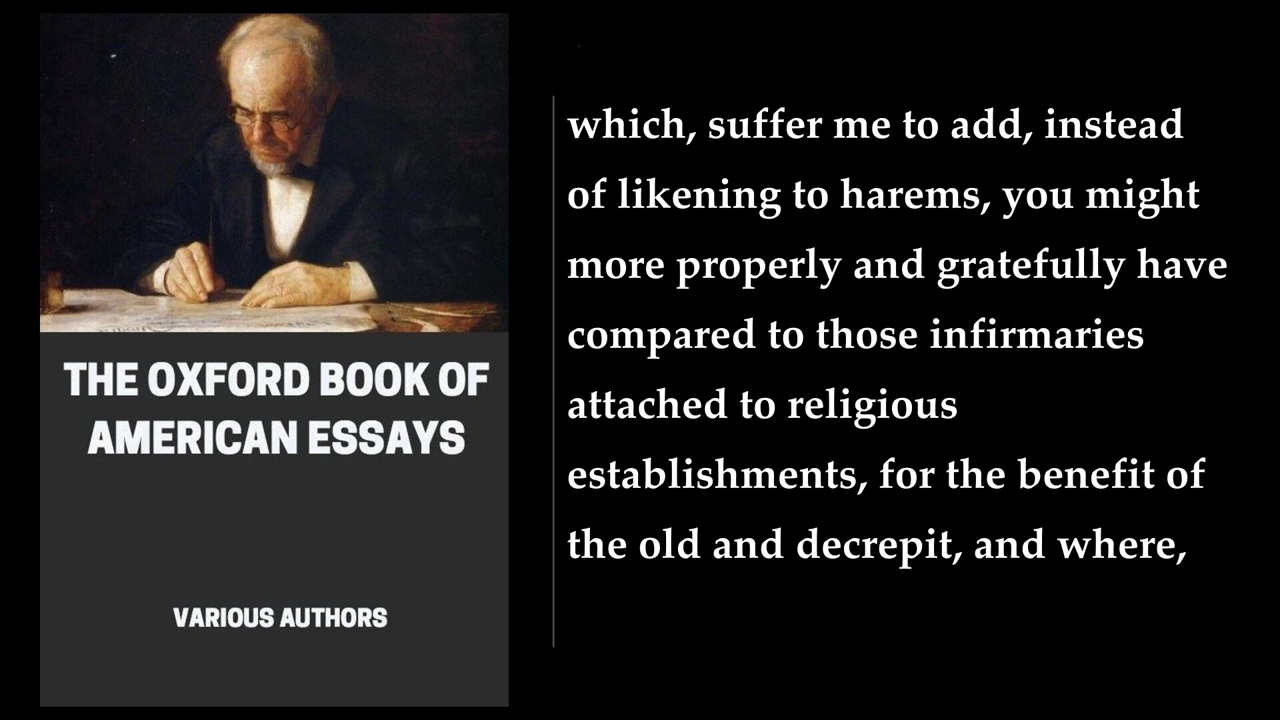 THE OXFORD BOOK OF
AMERICAN ESSAYS
VARIOUS AUTHORS
which, suffer me to add, instead
of likening to harems, you might
more properly and gratefully have
compared to those infirmaries
attached to religious
establishments, for the benefit of
the old and decrepit, and where,